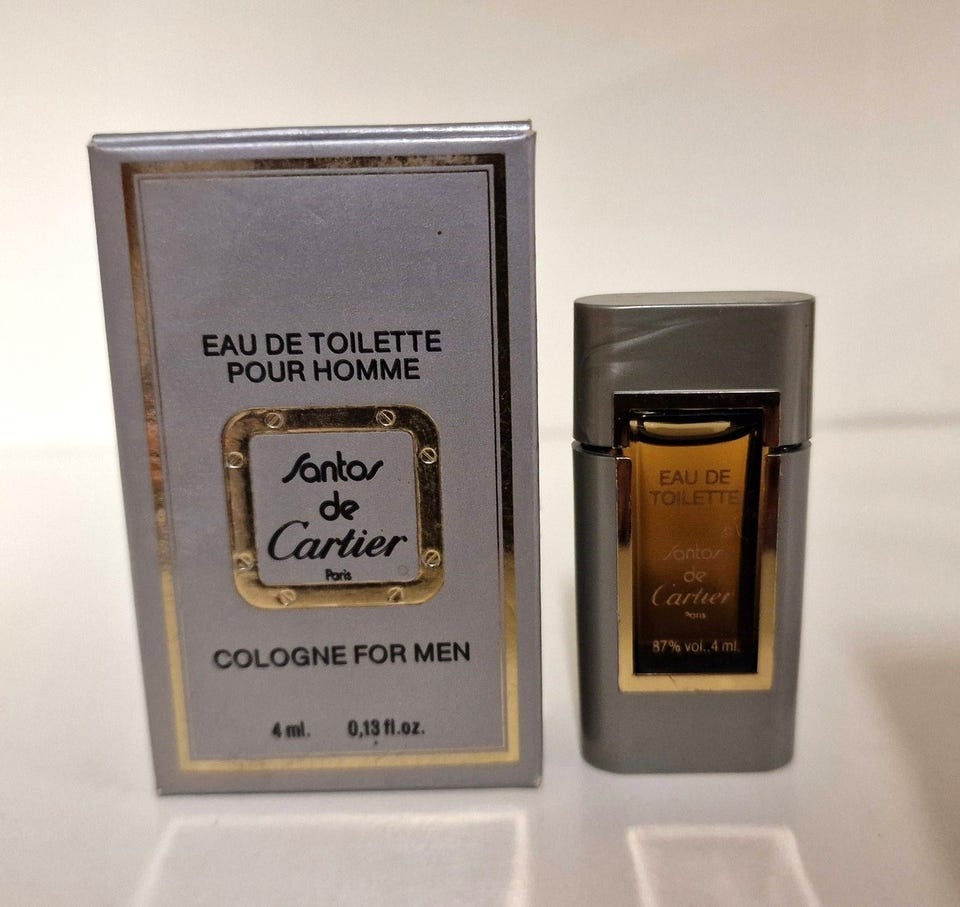 EAU DE TOILETTE
POUR HOMME
Santos
de
Cartier
Paris
COLOGNE FOR MEN
4 ml. 0,13 fl.oz.
EAU DE
TOILETTE
Santos
de
Cartier
Paris
87% vol. 4 ml.